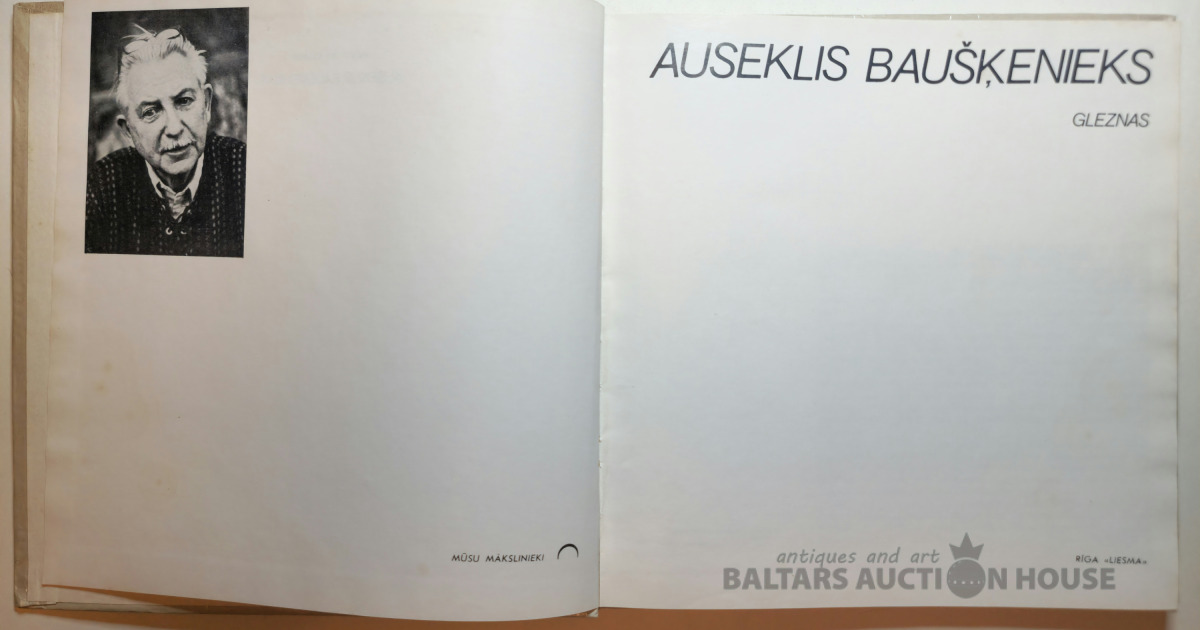 AUSEKLIS BAUŠĶENIEKS
GLEZNAS
MŪSU MĀKSLINIEKI
RĪGA «LIESMA»
antiques and art
BALTARS AUCTION HOUSE